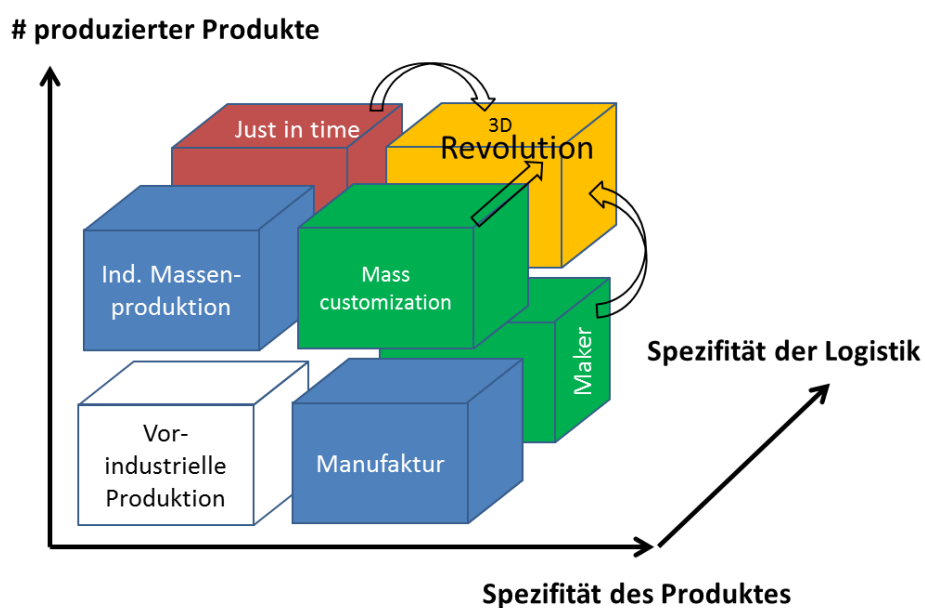 # produzierter Produkte
Just in time
3D
Revolution
Ind. Massen-
produktion
Mass
customization
Maker
Spezifität der Logistik
Vor-
industrielle
Produktion
Manufaktur
Spezifität des Produktes